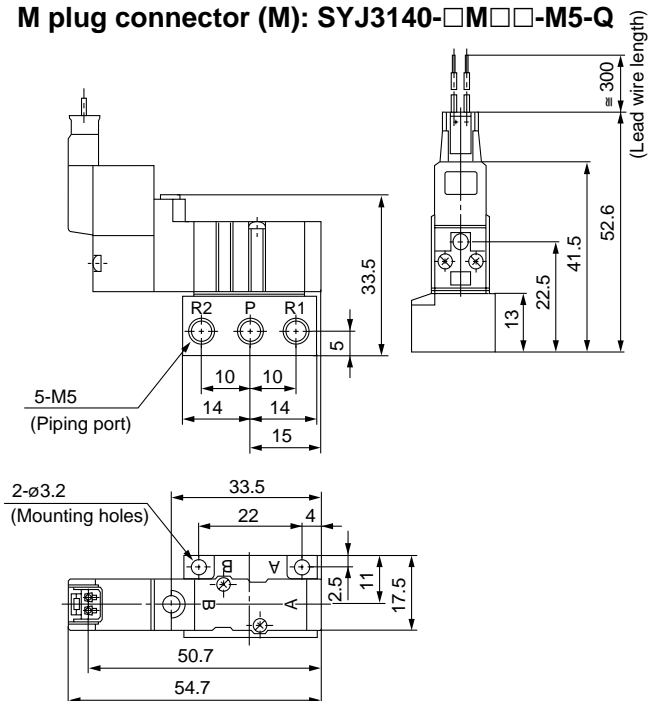 M plug connector (M): SYJ3140-□M□□-M5-Q
≅ 300
(Lead wire length)
52.6
41.5
22.5
13
33.5
R2 P R1
5
10 10
14 14
15
5-M5
(Piping port)
2-ø3.2
(Mounting holes)
33.5
22 4
B A
B A
2.5
11
17.5
50.7
54.7